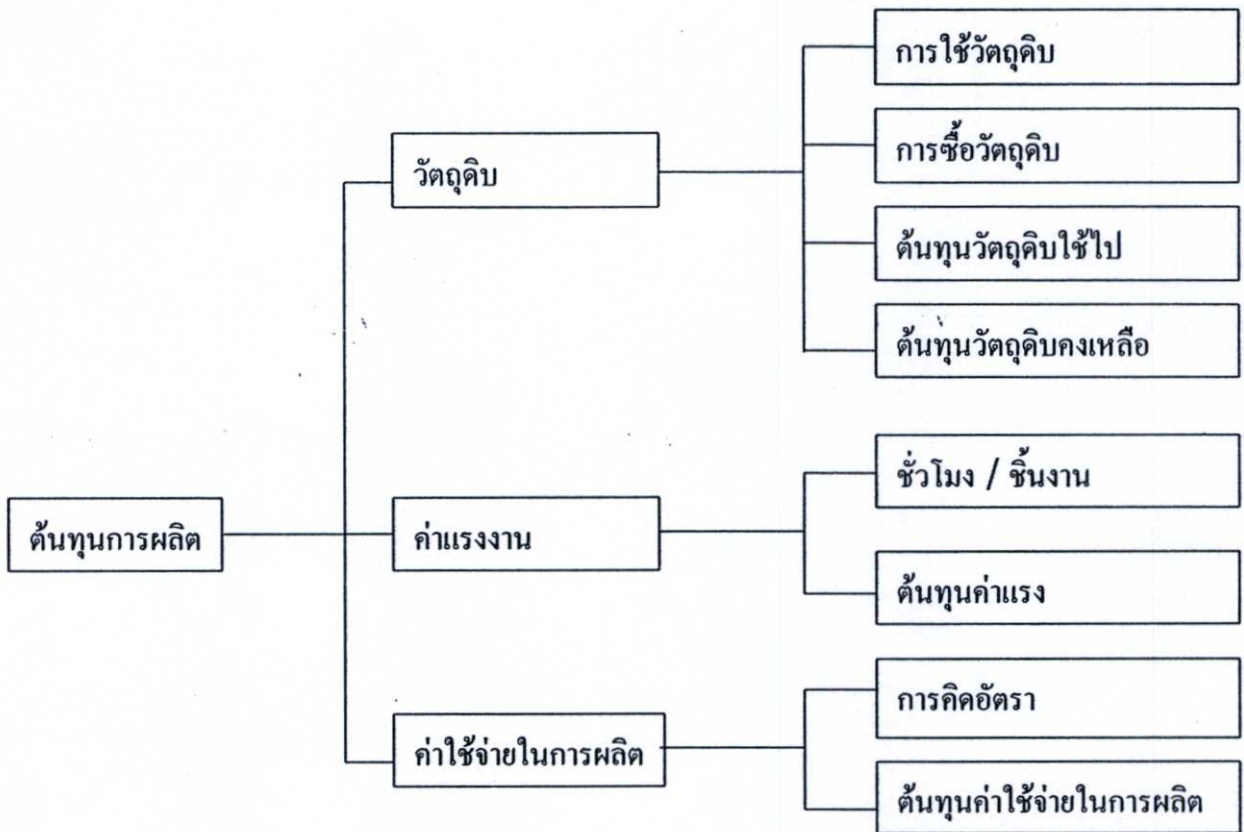 ต้นทุนการผลิต
วัตถุดิบ
การใช้วัตถุดิบ
การซื้อวัตถุดิบ
ต้นทุนวัตถุดิบใช้ไป
ต้นทุนวัตถุดิบคงเหลือ
ค่าแรงงาน
ชั่วโมง / ชิ้นงาน
ต้นทุนค่าแรง
ค่าใช้จ่ายในการผลิต
การคิดอัตรา
ต้นทุนค่าใช้จ่ายในการผลิต